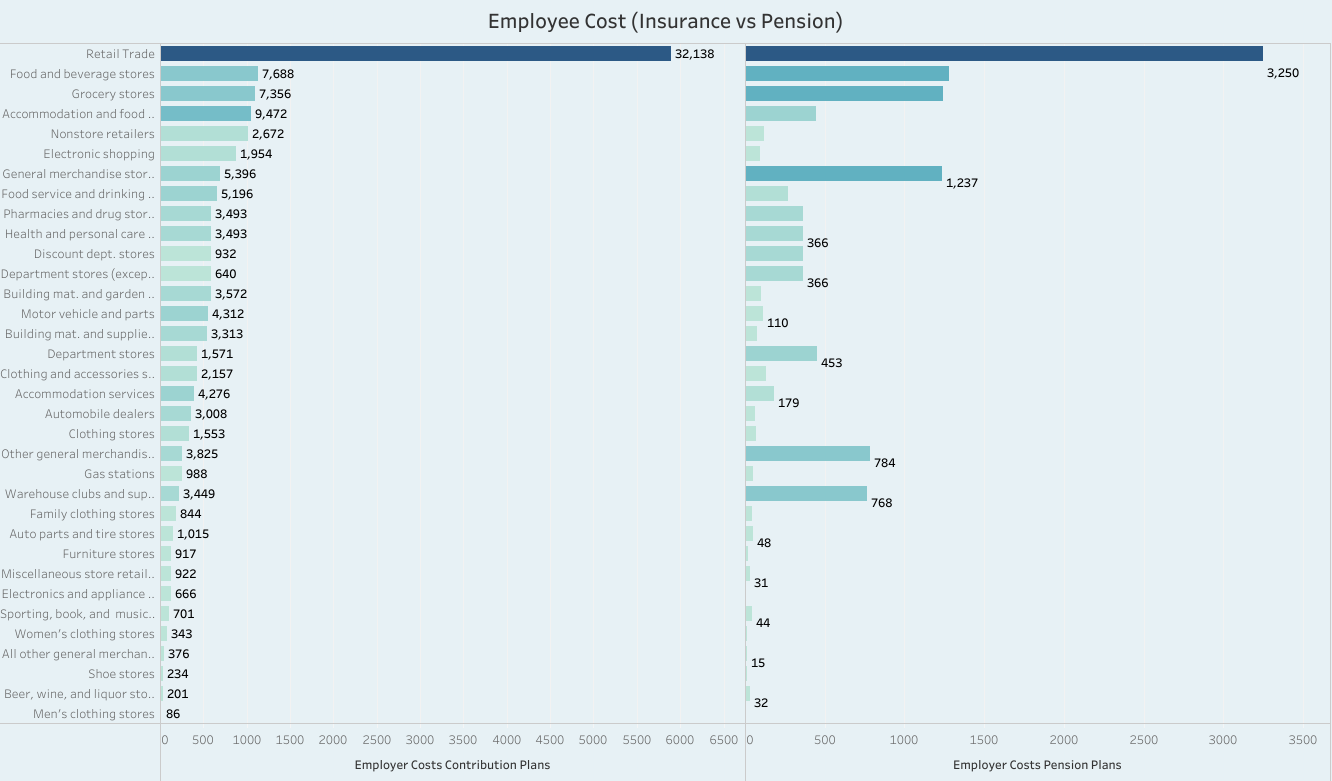 Employee Cost (Insurance vs Pension)
Retail Trade 32,138
Food and beverage stores 7,688 3,250
Grocery stores 7,356
Accommodation and food .. 9,472
Nonstore retailers 2,672
Electronic shopping 1,954
General merchandise stor.. 5,396 1,237
Food service and drinking .. 5,196
Pharmacies and drug stor.. 3,493
Health and personal care .. 3,493 366
Discount dept. stores 932
Department stores (excep.. 640 366
Building mat. and garden .. 3,572
Motor vehicle and parts 4,312 110
Building mat. and supplie.. 3,313
Department stores 1,571 453
Clothing and accessories s.. 2,157
Accommodation services 4,276 179
Automobile dealers 3,008
Clothing stores 1,553
Other general merchandis.. 3,825 784
Gas stations 988
Warehouse clubs and sup.. 3,449 768
Family clothing stores 844
Auto parts and tire stores 1,015 48
Furniture stores 917
Miscellaneous store retail.. 922 31
Electronics and appliance .. 666
Sporting, book, and music.. 701 44
Women's clothing stores 343
All other general merchan.. 376 15
Shoe stores 234
Beer, wine, and liquor sto.. 201 32
Men's clothing stores 86
0 500 1000 1500 2000 2500 3000 3500 4000 4500 5000 5500 6000 6500 0 500 1000 1500 2000 2500 3000 3500
Employer Costs Contribution Plans Employer Costs Pension Plans